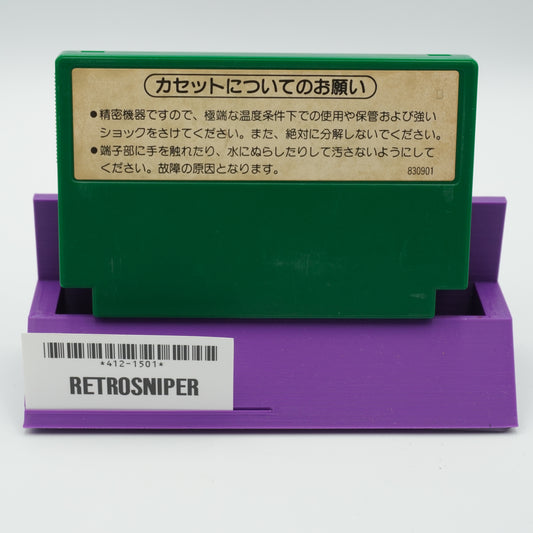 カセットについてのお願い
●精密機器ですので、極端な温度条件下での使用や保管および強い
ショックをさけてください。また、絶対に分解しないでください。
●端子部に手を触れたり、水にぬらしたりして汚さないようにして
ください。故障の原因となります。
830901
*412-1501*
RETROSNIPER